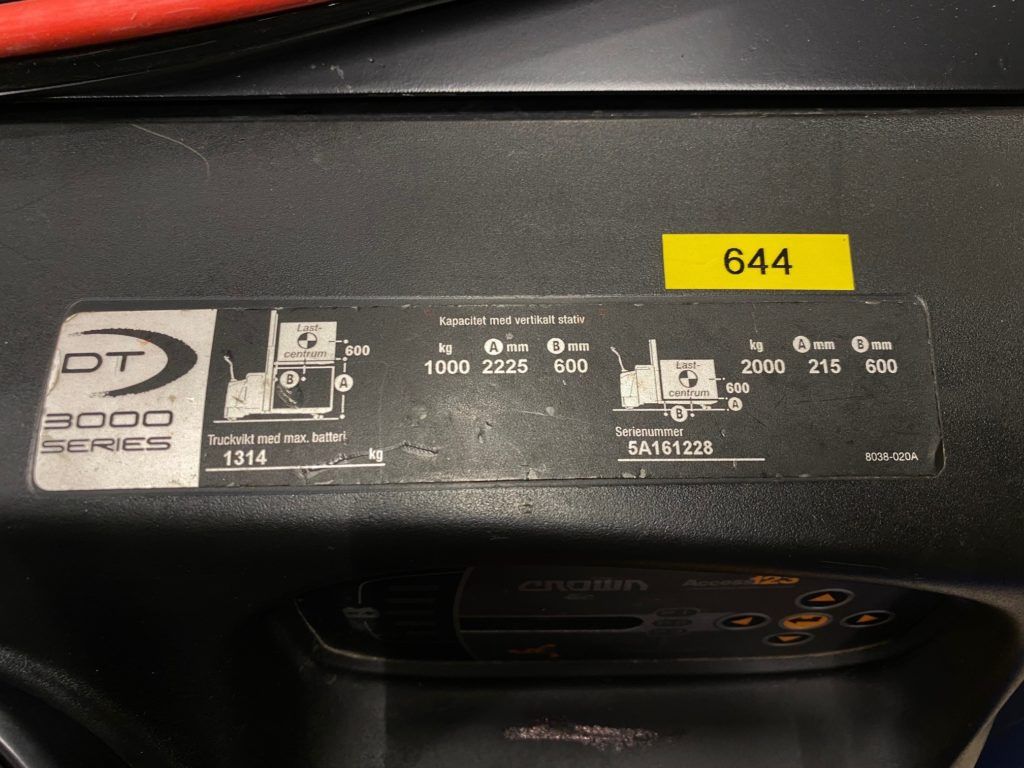 644
DT
3000
SERIES
Last-
centrum
600
B
A
Truckvikt med max. batteri
1314 kg
Kapacitet med vertikalt stativ
kg A mm B mm
1000 2225 600
Last-
centrum
600
A
B
Serienummer
5A161228
kg A mm B mm
2000 215 600
8038-020A
CROWN
Access 123